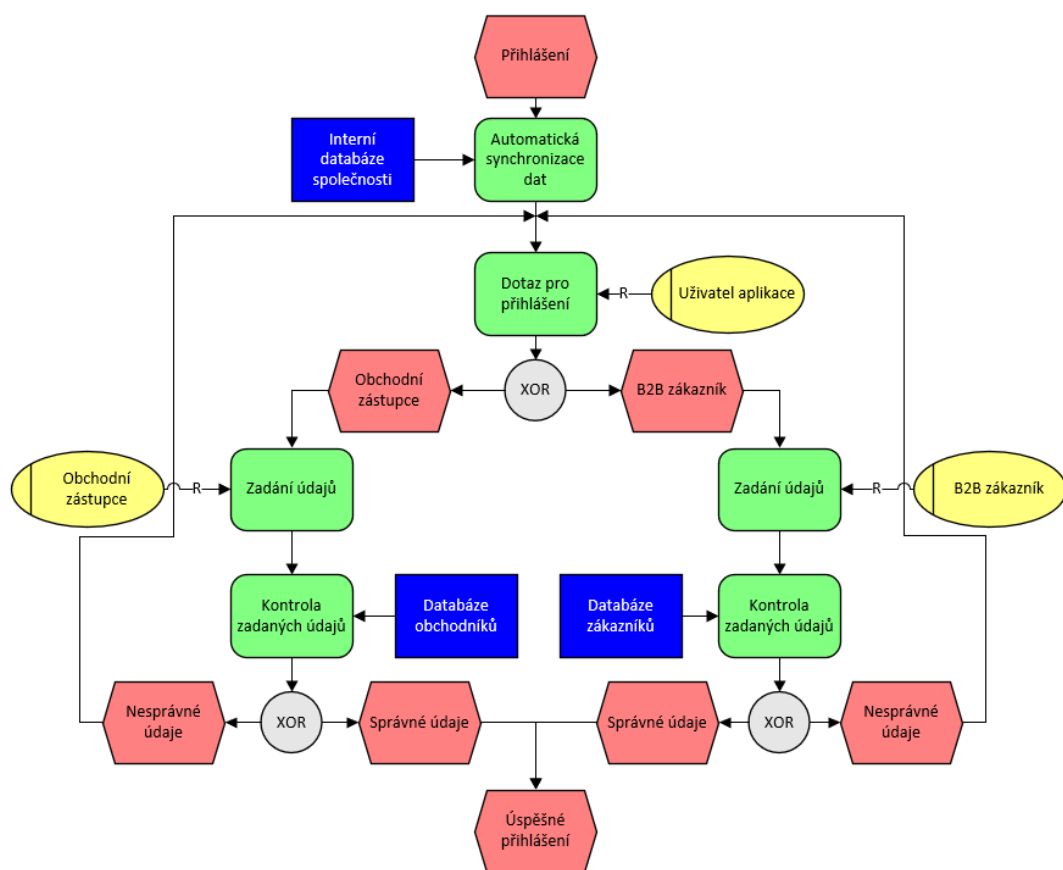 Přihlášení
Interní
databáze
společnosti
Automatická
synchronizace
dat
Dotaz pro
přihlášení
R
Uživatel aplikace
Obchodní
zástupce
XOR
B2B zákazník
Obchodní
zástupce
R
Zadání údajů
Zadání údajů
R
B2B zákazník
Kontrola
zadaných údajů
Databáze
obchodníků
Databáze
zákazníků
Kontrola
zadaných údajů
Nesprávné
údaje
XOR
Správné údaje
Správné údaje
XOR
Nesprávné
údaje
Úspěšné
přihlášení